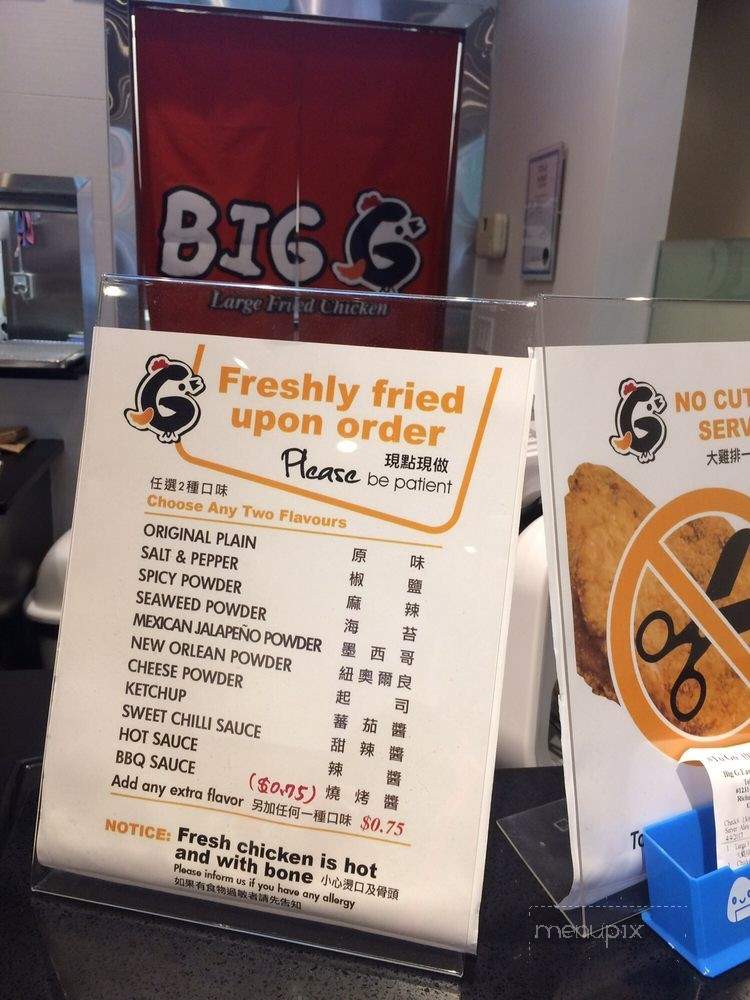 BIG G
Large Fried Chicken
G
Freshly fried
upon order
現點現做
Please be patient
任選2種口味
Choose Any Two Flavours
ORIGINAL PLAIN 原 味
SALT & PEPPER 椒 鹽
SPICY POWDER 麻 辣
SEAWEED POWDER 海 苔
MEXICAN JALAPEÑO POWDER 墨 西 哥
NEW ORLEAN POWDER 紐 奧 爾 良
CHEESE POWDER 起 司
KETCHUP 蕃 茄 醬
SWEET CHILLI SAUCE 甜 辣 醬
HOT SAUCE 辣 醬
BBQ SAUCE ($0.75) 燒 烤 醬
Add any extra flavor 另加任何一種口味 $0.75
NOTICE: Fresh chicken is hot
and with bone 小心燙口及骨頭
Please inform us if you have any allergy
如果有食物過敏者請先告知
G
NO CUT
SERV
大雞排一
To
menupix